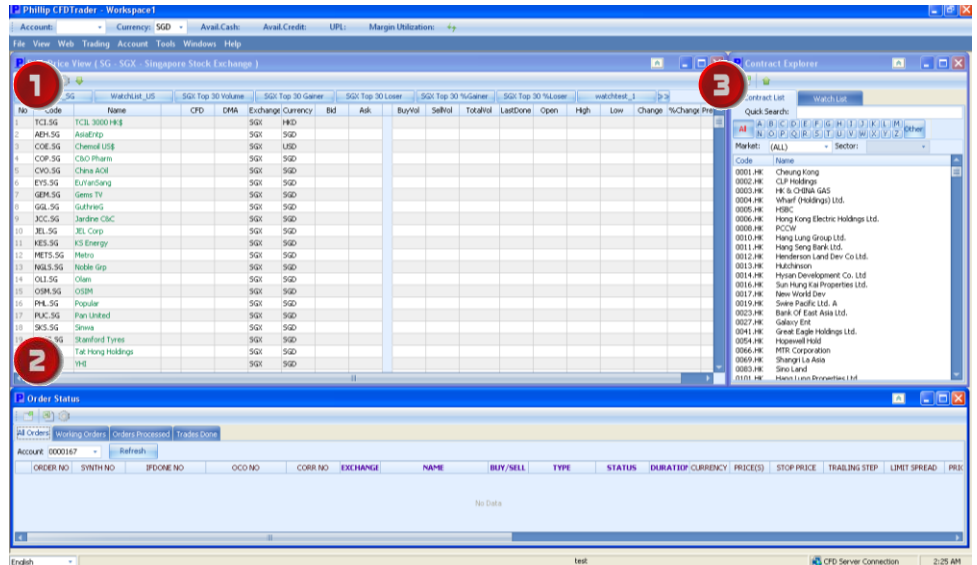 Phillip CFDTrader - Workspace1
Account: Currency: SGD Avail.Cash: Avail.Credit: UPL: Margin Utilization:
File View Web Trading Account Tools Windows Help
Price View ( SG - SGX - Singapore Stock Exchange )
Contract Explorer
_SG WatchList_US SGX Top 30 Volume SGX Top 30 Gainer SGX Top 30 Loser SGX Top 30 %Gainer SGX Top 30 %Loser watchtest_1
Contract List Watch List
Quick Search:
All A B C D E F G H I J K L M Other
N O P Q R S T U V W X Y Z
Market: (ALL) Sector:
No Code Name CFD DMA Exchange Currency Bid Ask BuyVol SellVol TotalVol LastDone Open High Low Change %Change Pre
1 TCI.SG TCIL 3000 HK$ SGX HKD
2 AEH.SG AsiaEntp SGX SGD
3 COE.SG Chemoil US$ SGX USD
4 COP.SG C&O Pharm SGX SGD
5 CVO.SG China AOil SGX SGD
6 EYS.SG EuYanSang SGX SGD
7 GEM.SG Gems TV SGX SGD
8 GGL.SG GuthrieG SGX SGD
9 JCC.SG Jardine C&C SGX SGD
10 JEL.SG JEL Corp SGX SGD
11 KES.SG KS Energy SGX SGD
12 METS.SG Metro SGX SGD
13 NGLS.SG Noble Grp SGX SGD
14 OLI.SG Olam SGX SGD
15 OSM.SG OSIM SGX SGD
16 PHL.SG Popular SGX SGD
17 PUC.SG Pan United SGX SGD
18 SKS.SG Sinwa SGX SGD
19 .SG Stamford Tyres SGX SGD
Tat Hong Holdings SGX SGD
YHI SGX SGD
Code Name
0001.HK Cheung Kong
0002.HK CLP Holdings
0003.HK HK & CHINA GAS
0004.HK Wharf (Holdings) Ltd.
0005.HK HSBC
0006.HK Hong Kong Electric Holdings Ltd.
0008.HK PCCW
0010.HK Hang Lung Group Ltd.
0011.HK Hang Seng Bank Ltd.
0012.HK Henderson Land Dev Co Ltd.
0013.HK Hutchinson
0014.HK Hysan Development Co. Ltd
0016.HK Sun Hung Kai Properties Ltd.
0017.HK New World Dev
0019.HK Swire Pacific Ltd. A
0023.HK Bank Of East Asia Ltd.
0027.HK Galaxy Ent
0041.HK Great Eagle Holdings Ltd.
0054.HK Hopewell Hold
0066.HK MTR Corporation
0069.HK Shangri La Asia
0083.HK Sino Land
0101.HK Hang Lung Properties Ltd
1
2
3
Order Status
All Orders Working Orders Orders Processed Trades Done
Account 0000167 Refresh
ORDER NO SYNTH NO IFDONE NO OCO NO CORR NO EXCHANGE NAME BUY/SELL TYPE STATUS DURATION CURRENCY PRICE(S) STOP PRICE TRAILING STEP LIMIT SPREAD PRIC
No Data
English test CFD Server Connection 2:25 AM